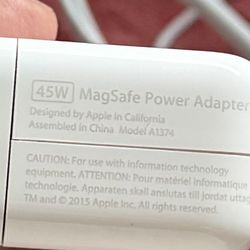 45W MagSafe Power Adapter
Designed by Apple in California
Assembled in China Model A1374
CAUTION: For use with information technology
equipment. ATTENTION: Pour matériel informatique
technologie. Apparaten skall anslutas till jordat uttag
TM and © 2015 Apple Inc. All rights reserved